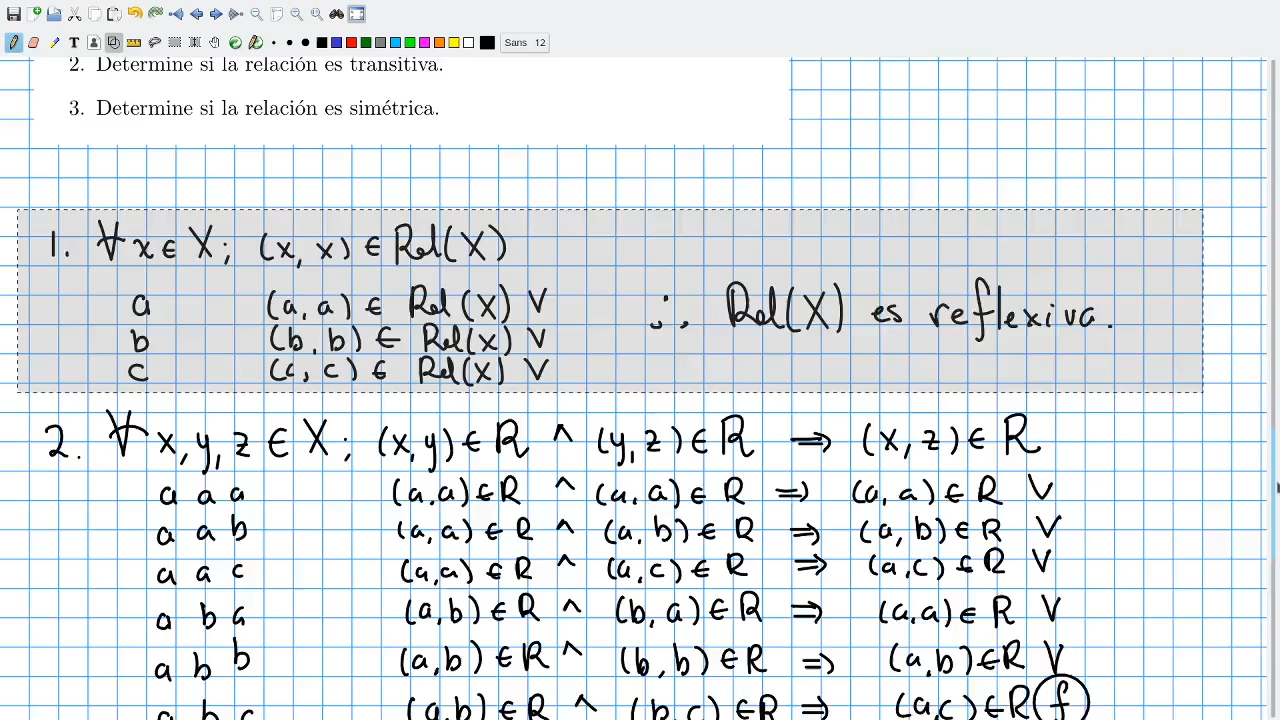 Sans 12
2. Determine si la relación es transitiva.
3. Determine si la relación es simétrica.
1. ∀ x ∈ X; (x, x) ∈ Rel(X)
a (a, a) ∈ Rel(X) V
b (b, b) ∈ Rel(X) V
c (c, c) ∈ Rel(X) V
∴ Rel(X) es reflexiva.
2. ∀ x, y, z ∈ X; (x,y) ∈ R ^ (y,z) ∈ R ⇒ (x,z) ∈ R
a a a (a,a) ∈ R ^ (a,a) ∈ R ⇒ (a,a) ∈ R V
a a b (a,a) ∈ R ^ (a,b) ∈ R ⇒ (a,b) ∈ R V
a a c (a,a) ∈ R ^ (a,c) ∈ R ⇒ (a,c) ∈ R V
a b a (a,b) ∈ R ^ (b,a) ∈ R ⇒ (a,a) ∈ R V
a b b (a,b) ∈ R ^ (b,b) ∈ R ⇒ (a,b) ∈ R V
a b c (a,b) ∈ R ^ (b,c) ∈ R ⇒ (a,c) ∈ R f